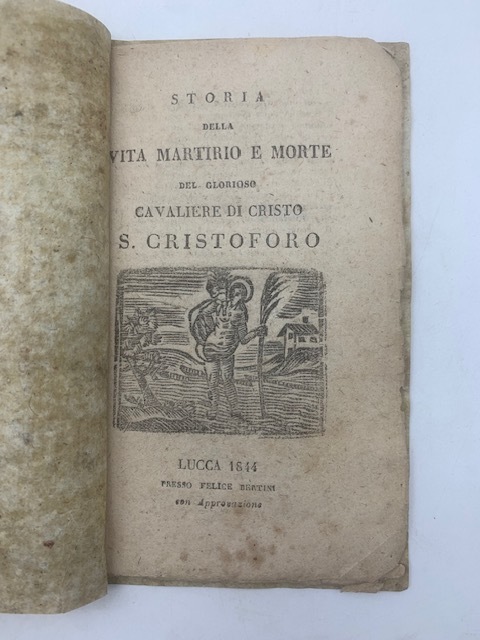 STORIA
DELLA
VITA MARTIRIO E MORTE
DEL GLORIOSO
CAVALIERE DI CRISTO
S. CRISTOFORO
LUCCA 1844
PRESSO FELICE BERTINI
con Approvazione